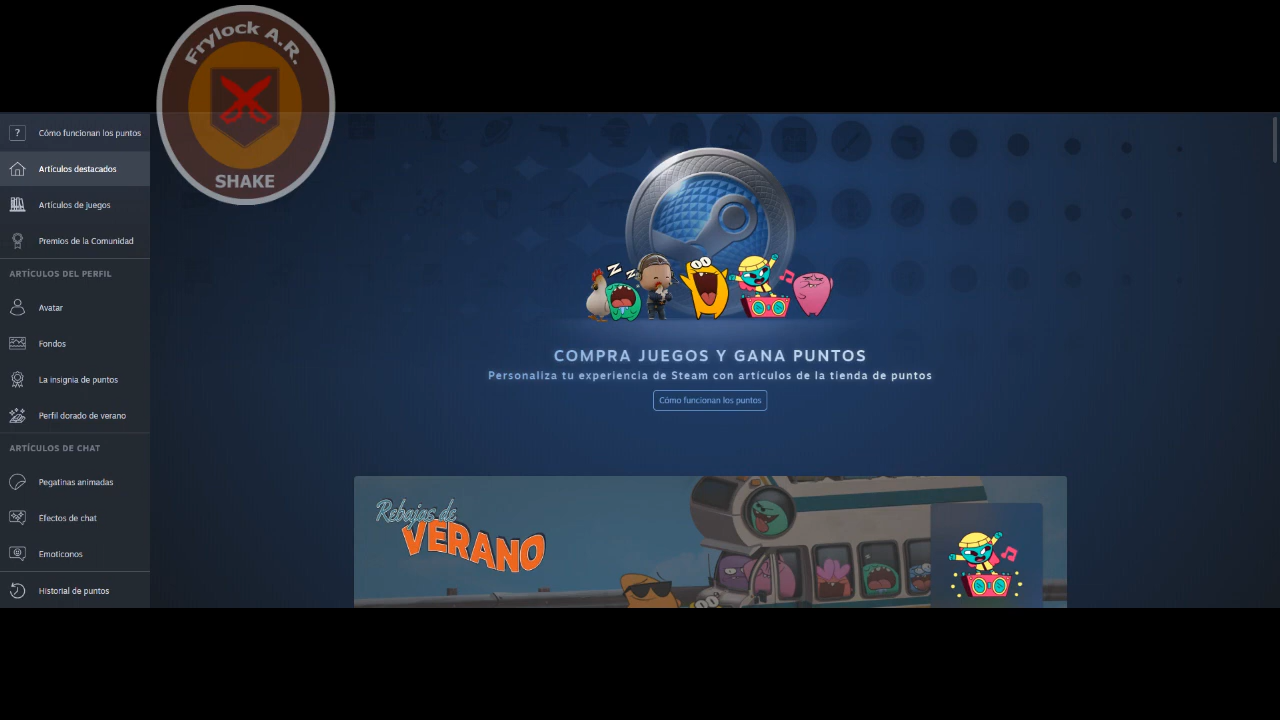 Frylock A.R.
SHAKE
?
Cómo funcionan los puntos
Artículos destacados
Artículos de juegos
Premios de la Comunidad
ARTÍCULOS DEL PERFIL
Avatar
Fondos
La insignia de puntos
Perfil dorado de verano
ARTÍCULOS DE CHAT
Pegatinas animadas
Efectos de chat
Emoticonos
Historial de puntos
Z Z
COMPRA JUEGOS Y GANA PUNTOS
Personaliza tu experiencia de Steam con artículos de la tienda de puntos
Cómo funcionan los puntos
Rebajas de
VERANO